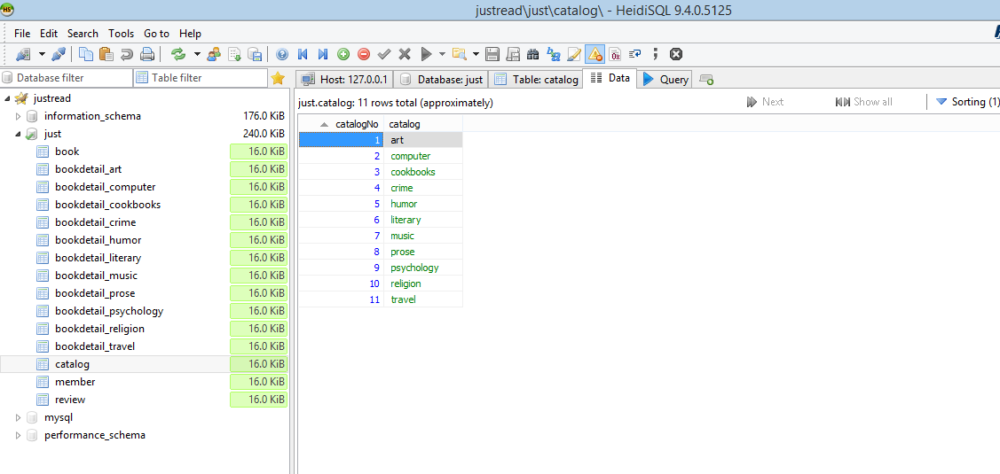 justread\just\catalog\ - HeidiSQL 9.4.0.5125
File Edit Search Tools Go to Help
Database filter Table filter
Host: 127.0.0.1 Database: just Table: catalog Data Query
justread
information_schema 176.0 KiB
just 240.0 KiB
book 16.0 KiB
bookdetail_art 16.0 KiB
bookdetail_computer 16.0 KiB
bookdetail_cookbooks 16.0 KiB
bookdetail_crime 16.0 KiB
bookdetail_humor 16.0 KiB
bookdetail_literary 16.0 KiB
bookdetail_music 16.0 KiB
bookdetail_prose 16.0 KiB
bookdetail_psychology 16.0 KiB
bookdetail_religion 16.0 KiB
bookdetail_travel 16.0 KiB
catalog 16.0 KiB
member 16.0 KiB
review 16.0 KiB
mysql
performance_schema
just.catalog: 11 rows total (approximately) Next Show all Sorting (1)
catalogNo catalog
1 art
2 computer
3 cookbooks
4 crime
5 humor
6 literary
7 music
8 prose
9 psychology
10 religion
11 travel